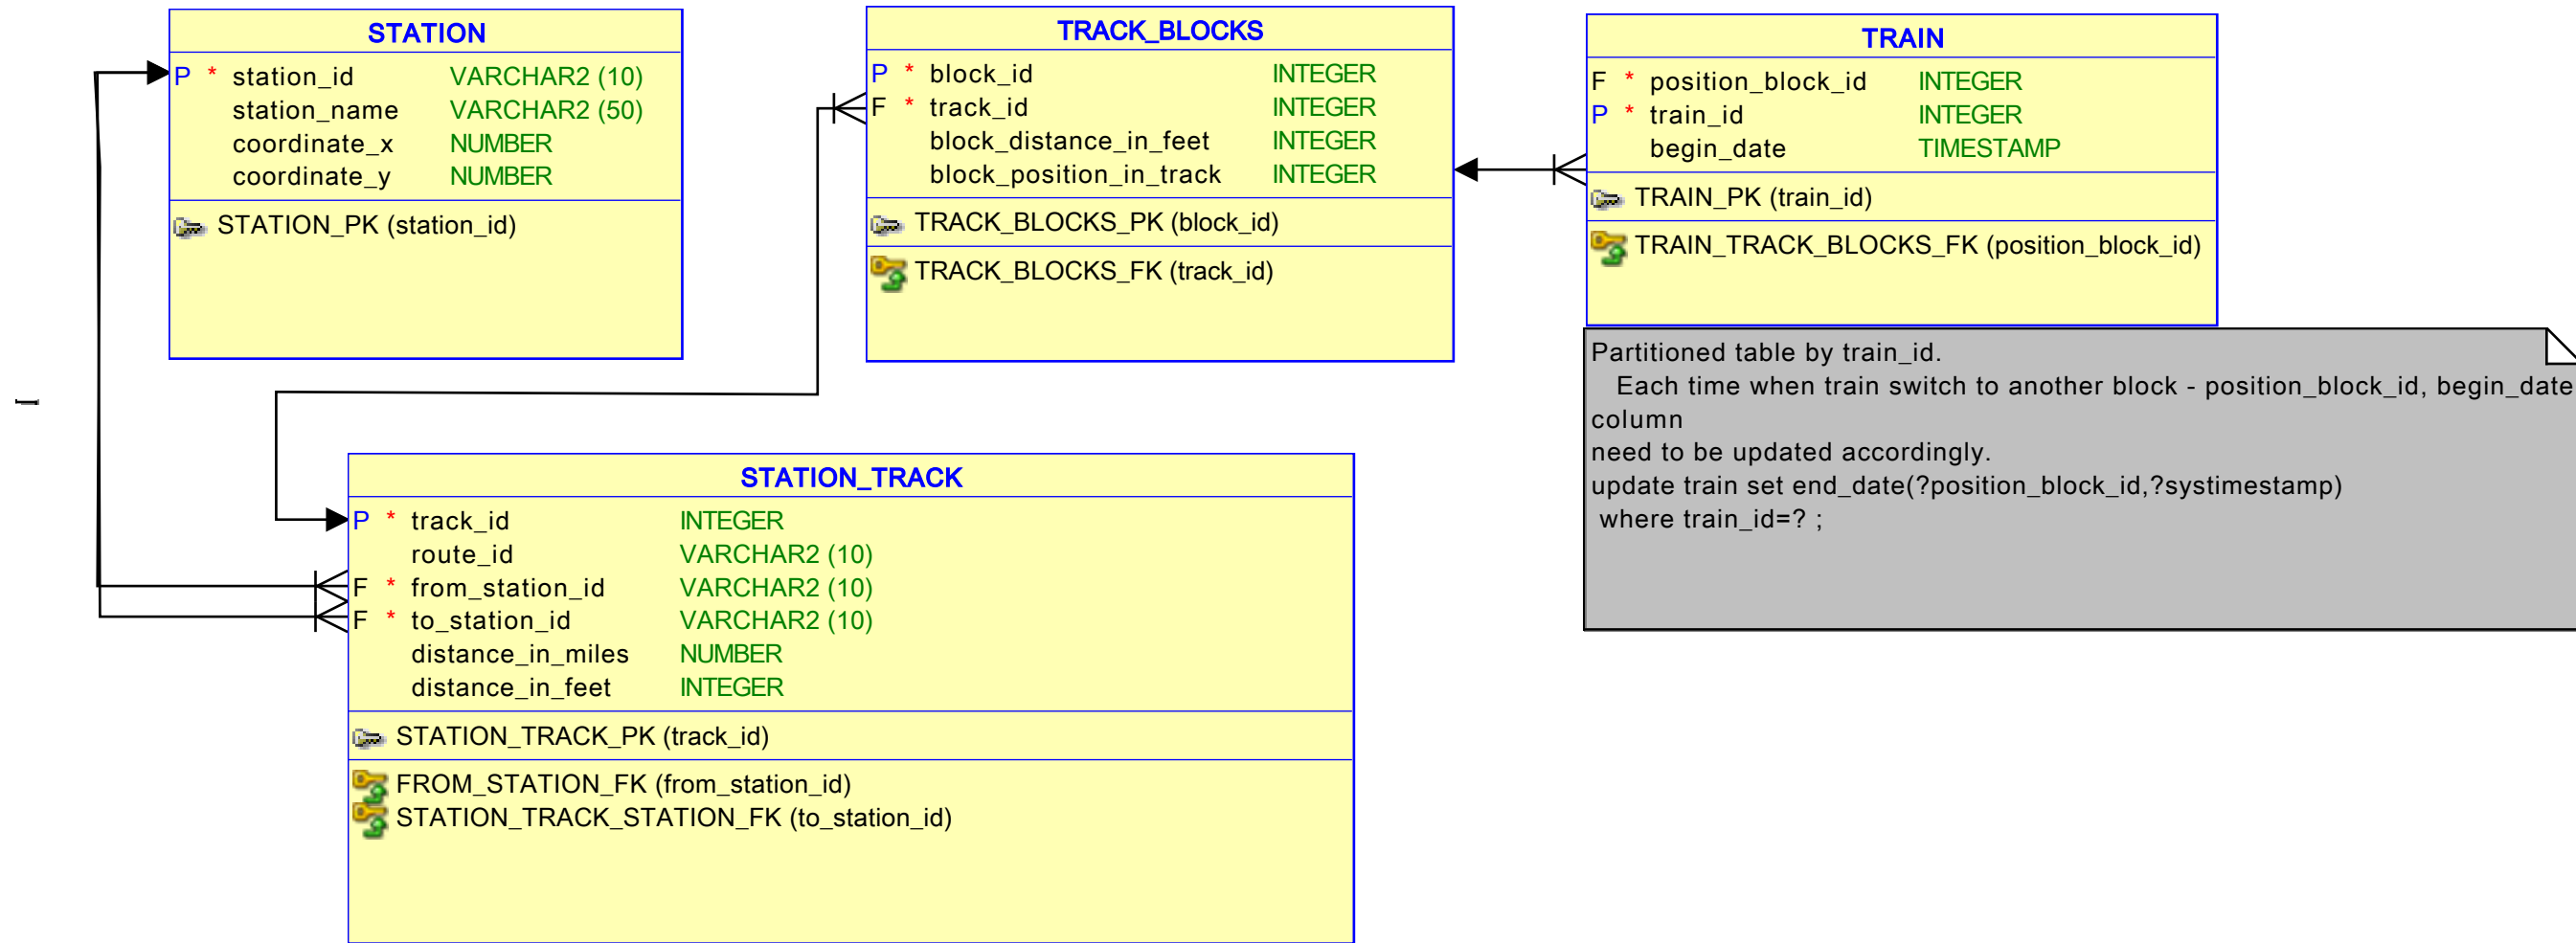 STATION
P * station_id VARCHAR2 (10)
station_name VARCHAR2 (50)
coordinate_x NUMBER
coordinate_y NUMBER
STATION_PK (station_id)
TRACK_BLOCKS
P * block_id INTEGER
F * track_id INTEGER
block_distance_in_feet INTEGER
block_position_in_track INTEGER
TRACK_BLOCKS_PK (block_id)
TRACK_BLOCKS_FK (track_id)
TRAIN
F * position_block_id INTEGER
P * train_id INTEGER
begin_date TIMESTAMP
TRAIN_PK (train_id)
TRAIN_TRACK_BLOCKS_FK (position_block_id)
Partitioned table by train_id.
Each time when train switch to another block - position_block_id, begin_date
column
need to be updated accordingly.
update train set end_date(?position_block_id,?systimestamp)
where train_id=? ;
STATION_TRACK
P * track_id INTEGER
route_id VARCHAR2 (10)
F * from_station_id VARCHAR2 (10)
F * to_station_id VARCHAR2 (10)
distance_in_miles NUMBER
distance_in_feet INTEGER
STATION_TRACK_PK (track_id)
FROM_STATION_FK (from_station_id)
STATION_TRACK_STATION_FK (to_station_id)